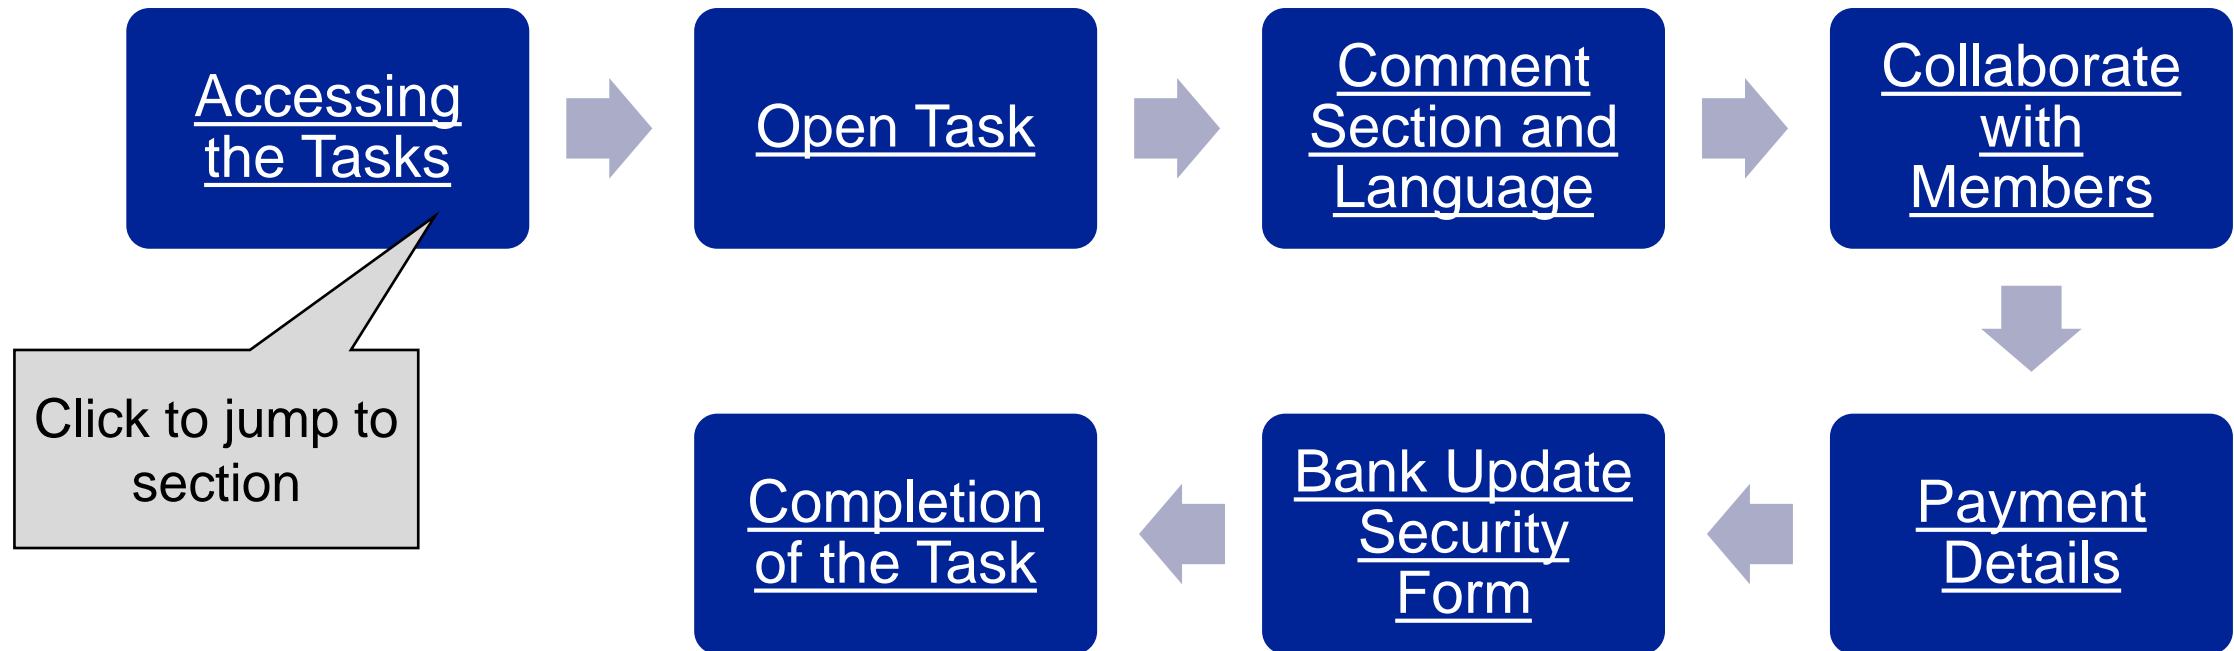 Accessing
the Tasks
Open Task
Comment
Section and
Language
Collaborate
with
Members
Click to jump to
section
Payment
Details
Bank Update
Security
Form
Completion
of the Task